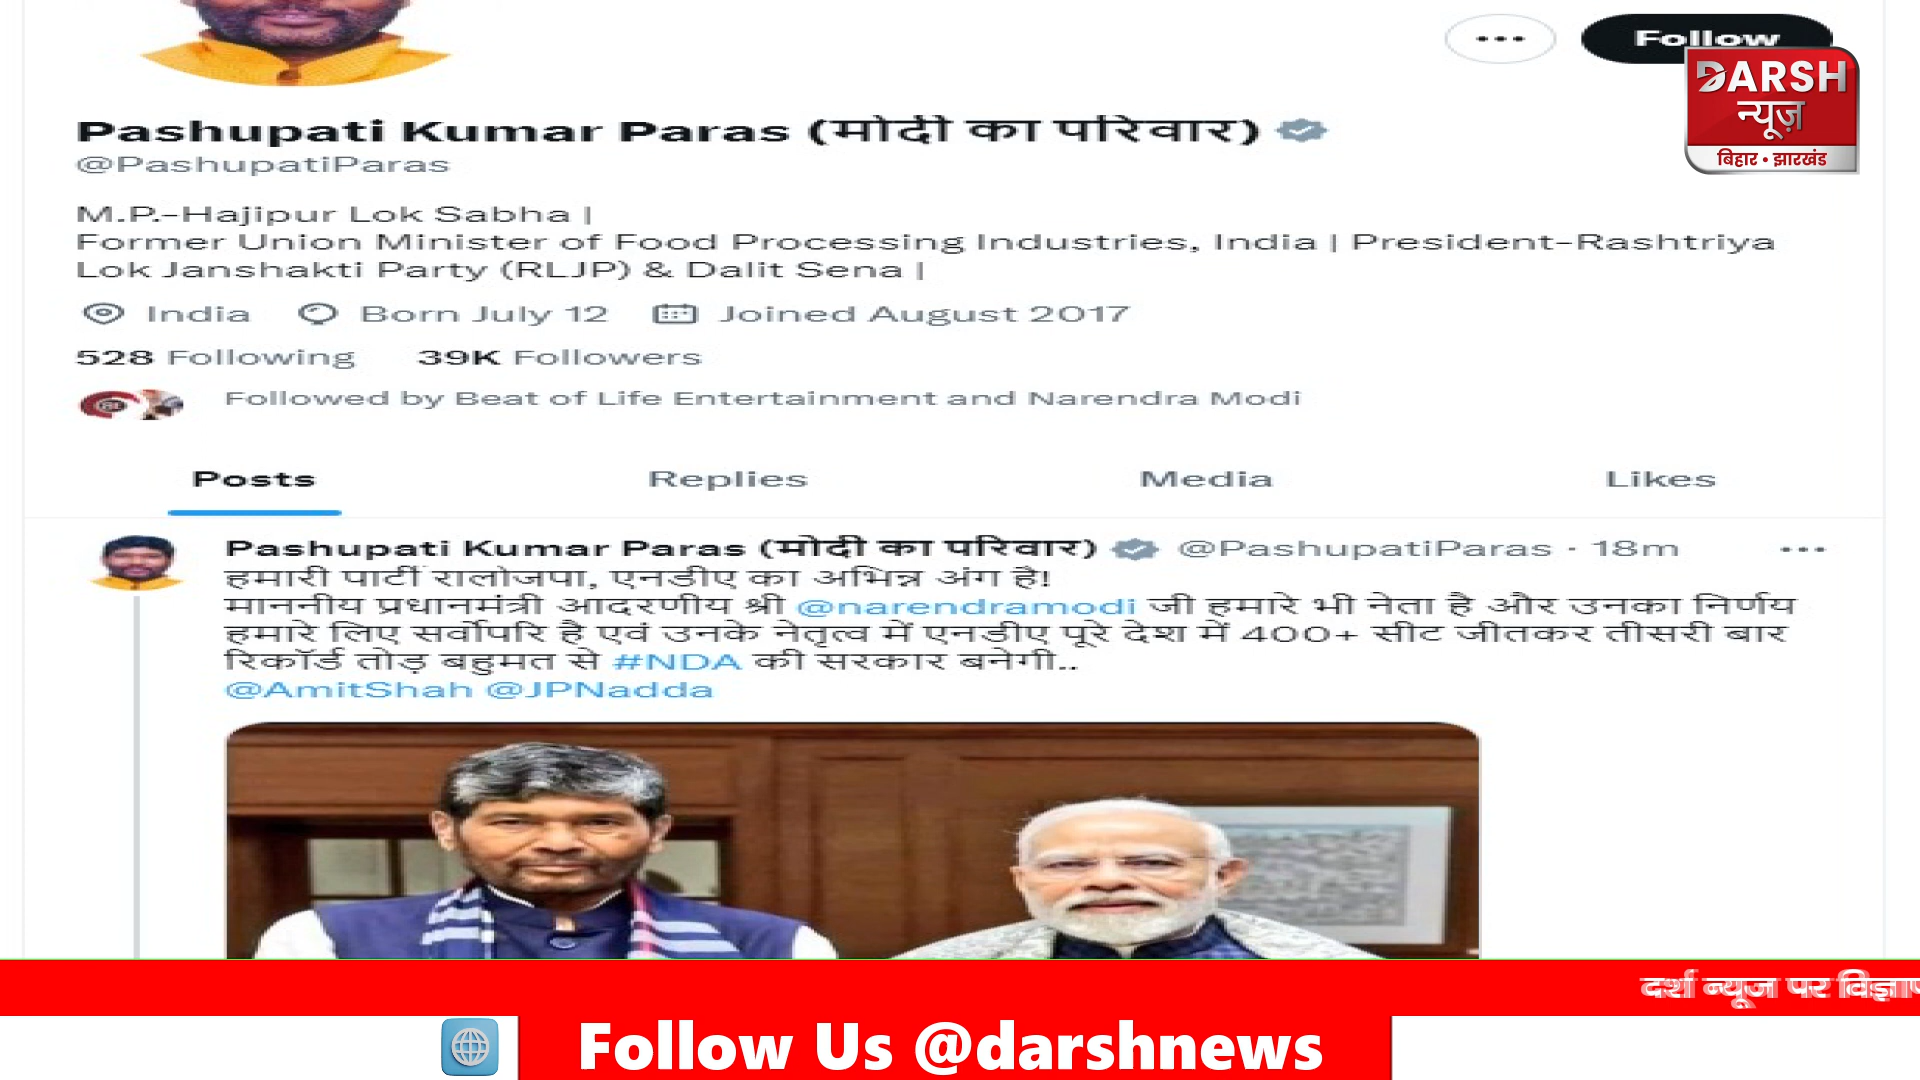 Follow
DARSH
न्यूज़
बिहार • झारखंड
Pashupati Kumar Paras (मोदी का परिवार)
@PashupatiParas
M.P.-Hajipur Lok Sabha |
Former Union Minister of Food Processing Industries, India | President-Rashtriya
Lok Janshakti Party (RLJP) & Dalit Sena |
India Born July 12 Joined August 2017
528 Following 39K Followers
Followed by Beat of Life Entertainment and Narendra Modi
Posts Replies Media Likes
Pashupati Kumar Paras (मोदी का परिवार) @PashupatiParas · 18m
हमारी पार्टी रालोजपा, एनडीए का अभिन्न अंग है!
माननीय प्रधानमंत्री आदरणीय श्री @narendramodi जी हमारे भी नेता है और उनका निर्णय
हमारे लिए सर्वोपरि है एवं उनके नेतृत्व में एनडीए पूरे देश में 400+ सीट जीतकर तीसरी बार
रिकॉर्ड तोड़ बहुमत से #NDA की सरकार बनेगी..
@AmitShah @JPNadda
दर्श न्यूज पर
Follow Us @darshnews